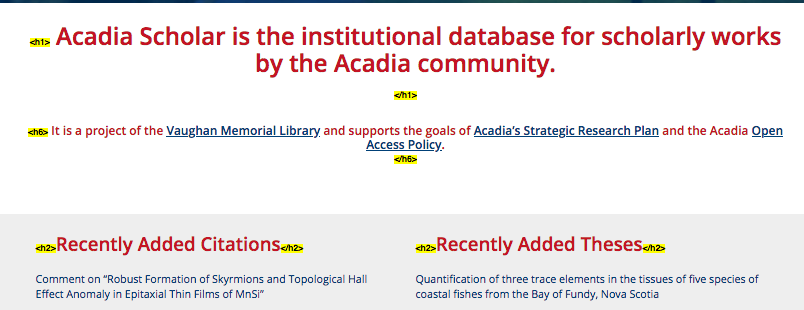 <h1> Acadia Scholar is the institutional database for scholarly works
by the Acadia community.
</h1>
<h6> It is a project of the Vaughan Memorial Library and supports the goals of Acadia’s Strategic Research Plan and the Acadia Open
Access Policy.
</h6>
<h2>Recently Added Citations</h2>
Comment on “Robust Formation of Skyrmions and Topological Hall
Effect Anomaly in Epitaxial Thin Films of MnSi”
<h2>Recently Added Theses</h2>
Quantification of three trace elements in the tissues of five species of
coastal fishes from the Bay of Fundy, Nova Scotia